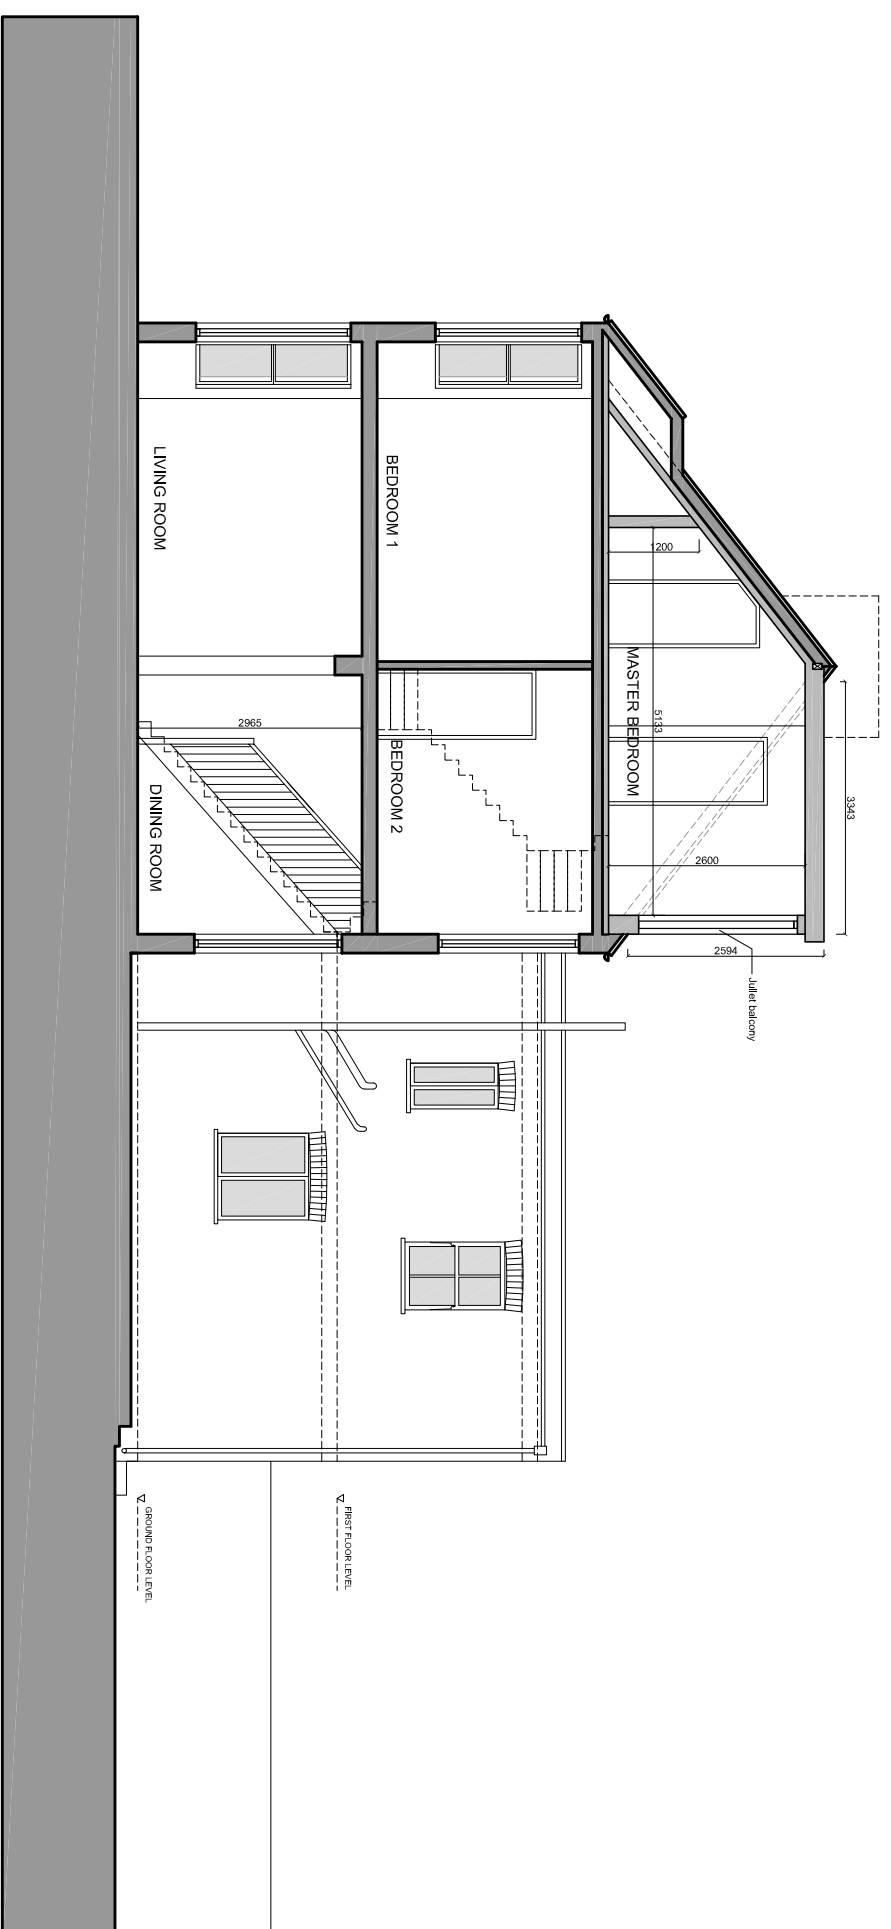 3343
2600
2594
1200
5133
MASTER BEDROOM
Juliet balcony
BEDROOM 1
BEDROOM 2
2965
LIVING ROOM
DINING ROOM
FIRST FLOOR LEVEL
GROUND FLOOR LEVEL